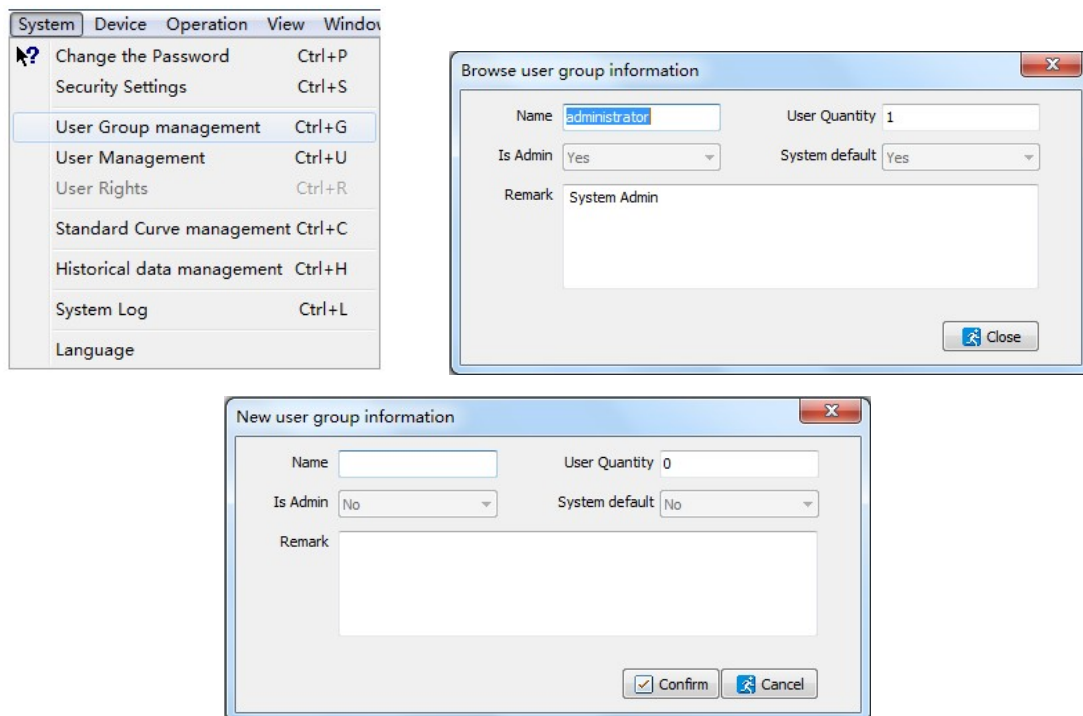 System Device Operation View Window
Change the Password Ctrl+P
Security Settings Ctrl+S
User Group management Ctrl+G
User Management Ctrl+U
User Rights Ctrl+R
Standard Curve management Ctrl+C
Historical data management Ctrl+H
System Log Ctrl+L
Language
Browse user group information
Name administrator User Quantity 1
Is Admin Yes System default Yes
Remark System Admin
Close
New user group information
Name User Quantity 0
Is Admin No System default No
Remark
Confirm Cancel